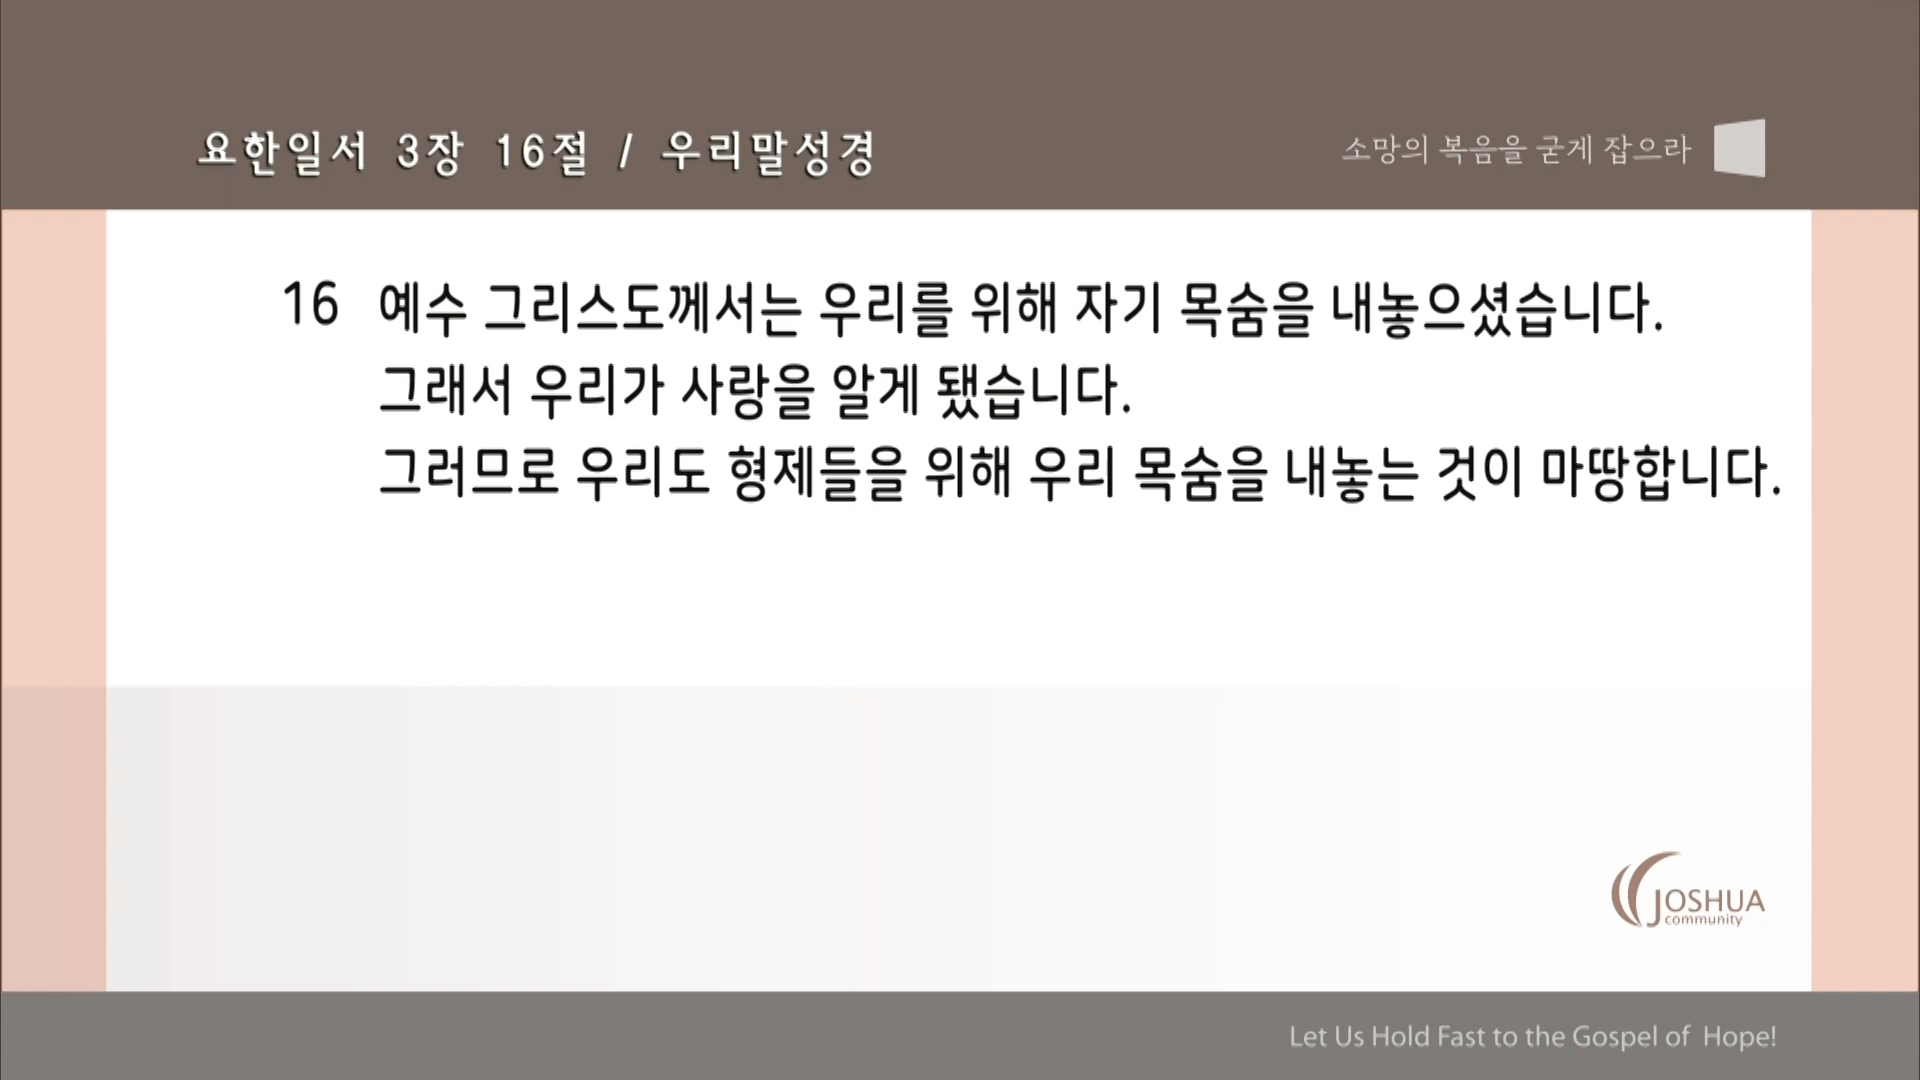 요한일서 3장 16절 / 우리말성경
소망의 복음을 굳게 잡으라
16 예수 그리스도께서는 우리를 위해 자기 목숨을 내놓으셨습니다.
그래서 우리가 사랑을 알게 됐습니다.
그러므로 우리도 형제들을 위해 우리 목숨을 내놓는 것이 마땅합니다.
JOSHUA
community
Let Us Hold Fast to the Gospel of Hope!